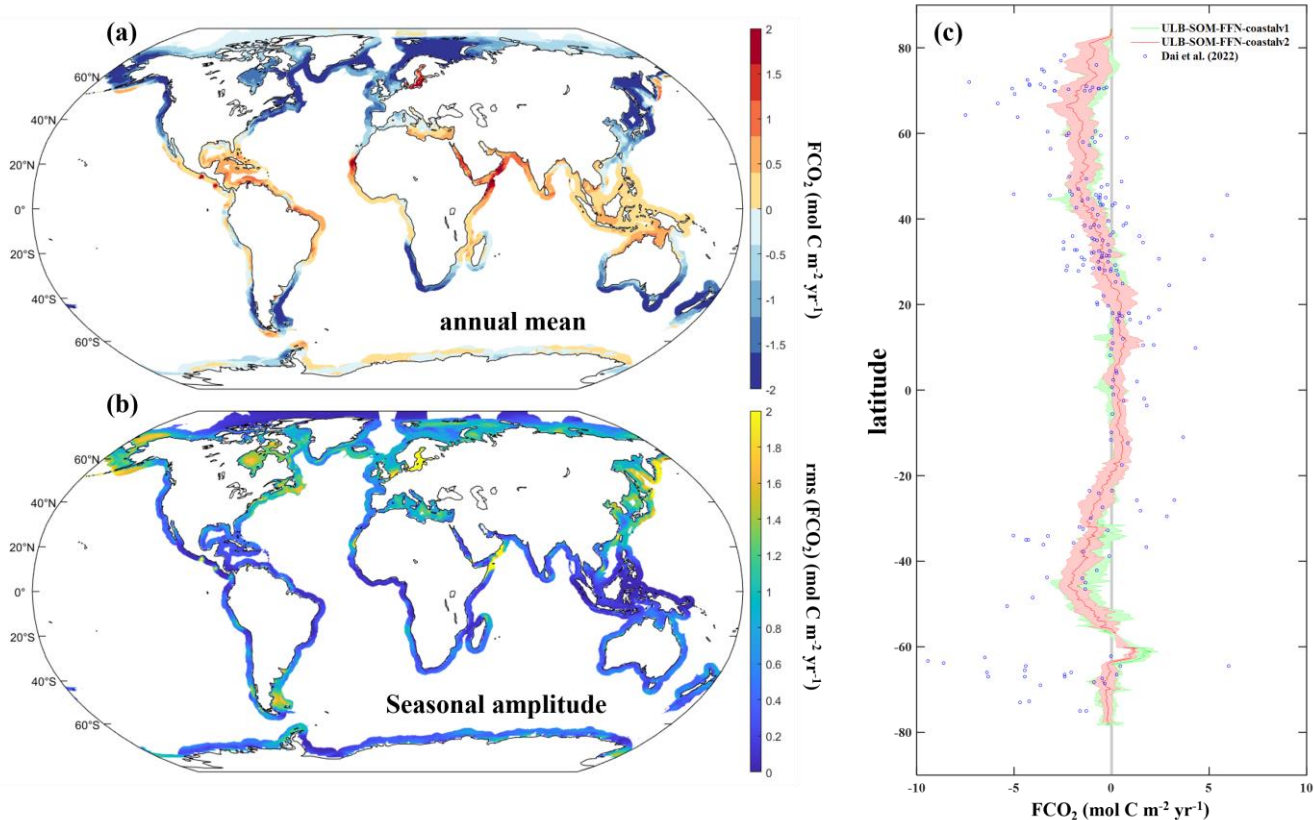 (a)
60°N
40°N
20°N
0°
20°S
40°S
60°S
annual mean
2
1.5
1
0.5
0
-0.5
-1
-1.5
-2
FCO₂ (mol C m⁻² yr⁻¹)
(b)
60°N
40°N
20°N
0°
20°S
40°S
60°S
Seasonal amplitude
2
1.8
1.6
1.4
1.2
1
0.8
0.6
0.4
0.2
0
rms (FCO₂) (mol C m⁻² yr⁻¹)
(c)
ULB-SOM-FFN-coastalv1
ULB-SOM-FFN-coastalv2
Dai et al. (2022)
80
60
40
20
0
-20
-40
-60
-80
latitude
-10 -5 0 5 10
FCO₂ (mol C m⁻² yr⁻¹)